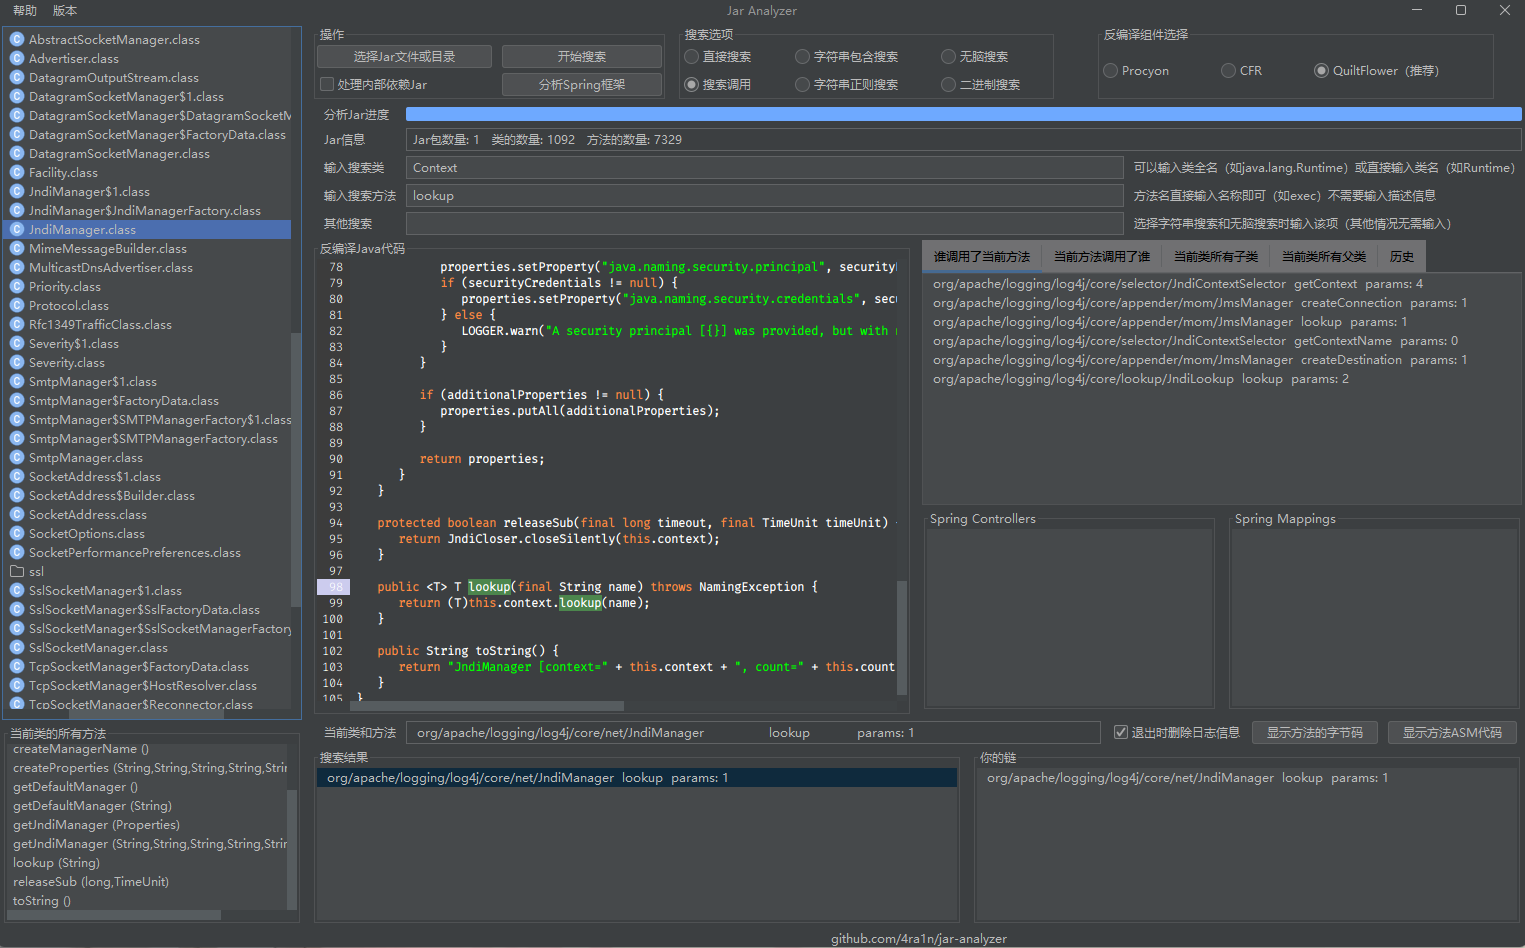 帮助 版本
Jar Analyzer
AbstractSocketManager.class
Advertiser.class
DatagramOutputStream.class
DatagramSocketManager$1.class
DatagramSocketManager$DatagramSocketM
DatagramSocketManager$FactoryData.class
DatagramSocketManager.class
Facility.class
JndiManager$1.class
JndiManager$JndiManagerFactory.class
JndiManager.class
MimeMessageBuilder.class
MulticastDnsAdvertiser.class
Priority.class
Protocol.class
Rfc1349TrafficClass.class
Severity$1.class
Severity.class
SmtpManager$1.class
SmtpManager$FactoryData.class
SmtpManager$SMTPManagerFactory$1.class
SmtpManager$SMTPManagerFactory.class
SmtpManager.class
SocketAddress$1.class
SocketAddress$Builder.class
SocketAddress.class
SocketOptions.class
SocketPerformancePreferences.class
ssl
SslSocketManager$1.class
SslSocketManager$SslFactoryData.class
SslSocketManager$SslSocketManagerFactory
SslSocketManager.class
TcpSocketManager$FactoryData.class
TcpSocketManager$HostResolver.class
TcpSocketManager$Reconnector.class
当前类的所有方法
createManagerName ()
createProperties (String,String,String,String,Strin
getDefaultManager ()
getDefaultManager (String)
getJndiManager (Properties)
getJndiManager (String,String,String,String,Strin
lookup (String)
releaseSub (long,TimeUnit)
toString ()
操作
选择Jar文件或目录 开始搜索
处理内部依赖Jar 分析Spring框架
搜索选项
直接搜索 字符串包含搜索 无脑搜索
搜索调用 字符串正则搜索 二进制搜索
反编译组件选择
Procyon CFR QuiltFlower（推荐）
分析Jar进度
Jar信息 Jar包数量: 1 类的数量: 1092 方法的数量: 7329
输入搜索类 Context 可以输入类全名（如java.lang.Runtime）或直接输入类名（如Runtime）
输入搜索方法 lookup 方法名直接输入名称即可（如exec）不需要输入描述信息
其他搜索 选择字符串搜索和无脑搜索时输入该项（其他情况无需输入）
反编译Java代码
78 properties.setProperty("java.naming.security.principal", security
79 if (securityCredentials != null) {
80 properties.setProperty("java.naming.security.credentials", sec
81 } else {
82 LOGGER.warn("A security principal [{}] was provided, but with
83 }
84 }
85
86 if (additionalProperties != null) {
87 properties.putAll(additionalProperties);
88 }
89
90 return properties;
91 }
92 }
93
94 protected boolean releaseSub(final long timeout, final TimeUnit timeUnit)
95 return JndiCloser.closeSilently(this.context);
96 }
97
98 public <T> T lookup(final String name) throws NamingException {
99 return (T)this.context.lookup(name);
100 }
101
102 public String toString() {
103 return "JndiManager [context=" + this.context + ", count=" + this.count
104 }
105 }
谁调用了当前方法 当前方法调用了谁 当前类所有子类 当前类所有父类 历史
org/apache/logging/log4j/core/selector/JndiContextSelector getContext params: 4
org/apache/logging/log4j/core/appender/mom/JmsManager createConnection params: 1
org/apache/logging/log4j/core/appender/mom/JmsManager lookup params: 1
org/apache/logging/log4j/core/selector/JndiContextSelector getContextName params: 0
org/apache/logging/log4j/core/appender/mom/JmsManager createDestination params: 1
org/apache/logging/log4j/core/lookup/JndiLookup lookup params: 2
Spring Controllers Spring Mappings
当前类和方法 org/apache/logging/log4j/core/net/JndiManager lookup params: 1
退出时删除日志信息 显示方法的字节码 显示方法ASM代码
搜索结果
org/apache/logging/log4j/core/net/JndiManager lookup params: 1
你的链
org/apache/logging/log4j/core/net/JndiManager lookup params: 1
github.com/4ra1n/jar-analyzer